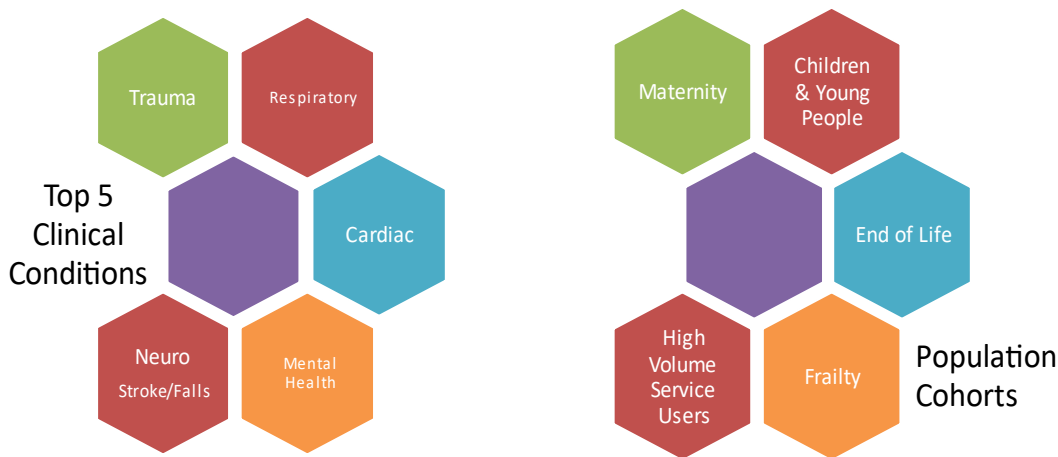 Trauma
Respiratory
Top 5
Clinical
Conditions
Cardiac
Neuro
Stroke/Falls
Mental
Health
Maternity
Children
& Young
People
End of Life
High
Volume
Service
Users
Frailty
Population
Cohorts